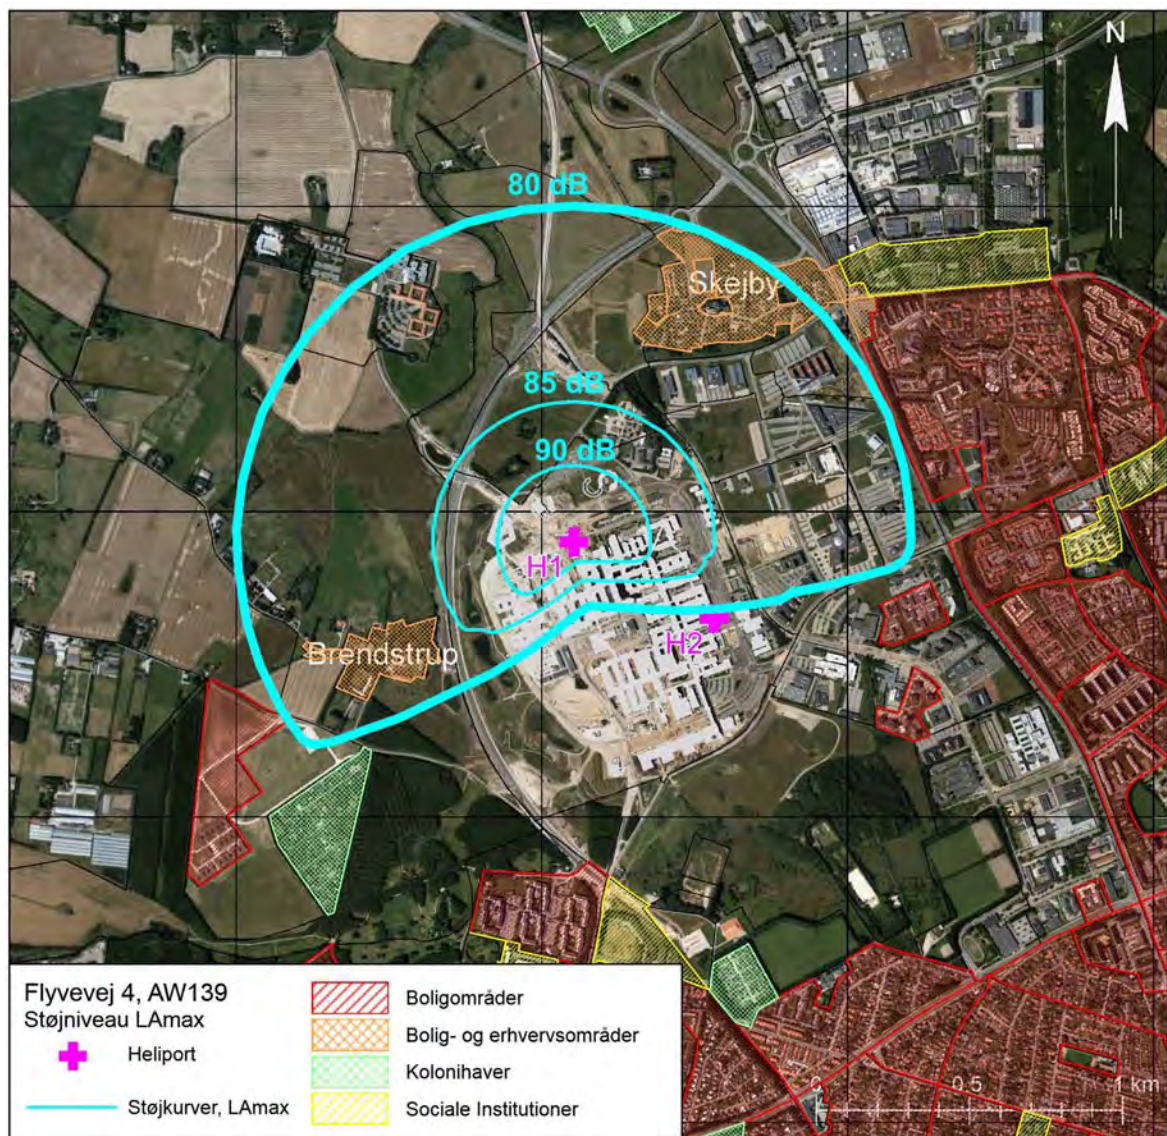 N
80 dB
Skejby
85 dB
90 dB
H1
H2
Brendstrup
Flyvevej 4, AW139
Støjniveau LAmax
Heliport
Støjkurver, LAmax
Boligområder
Bolig- og erhvervsområder
Kolonihaver
Sociale Institutioner
0 0.5 1 km